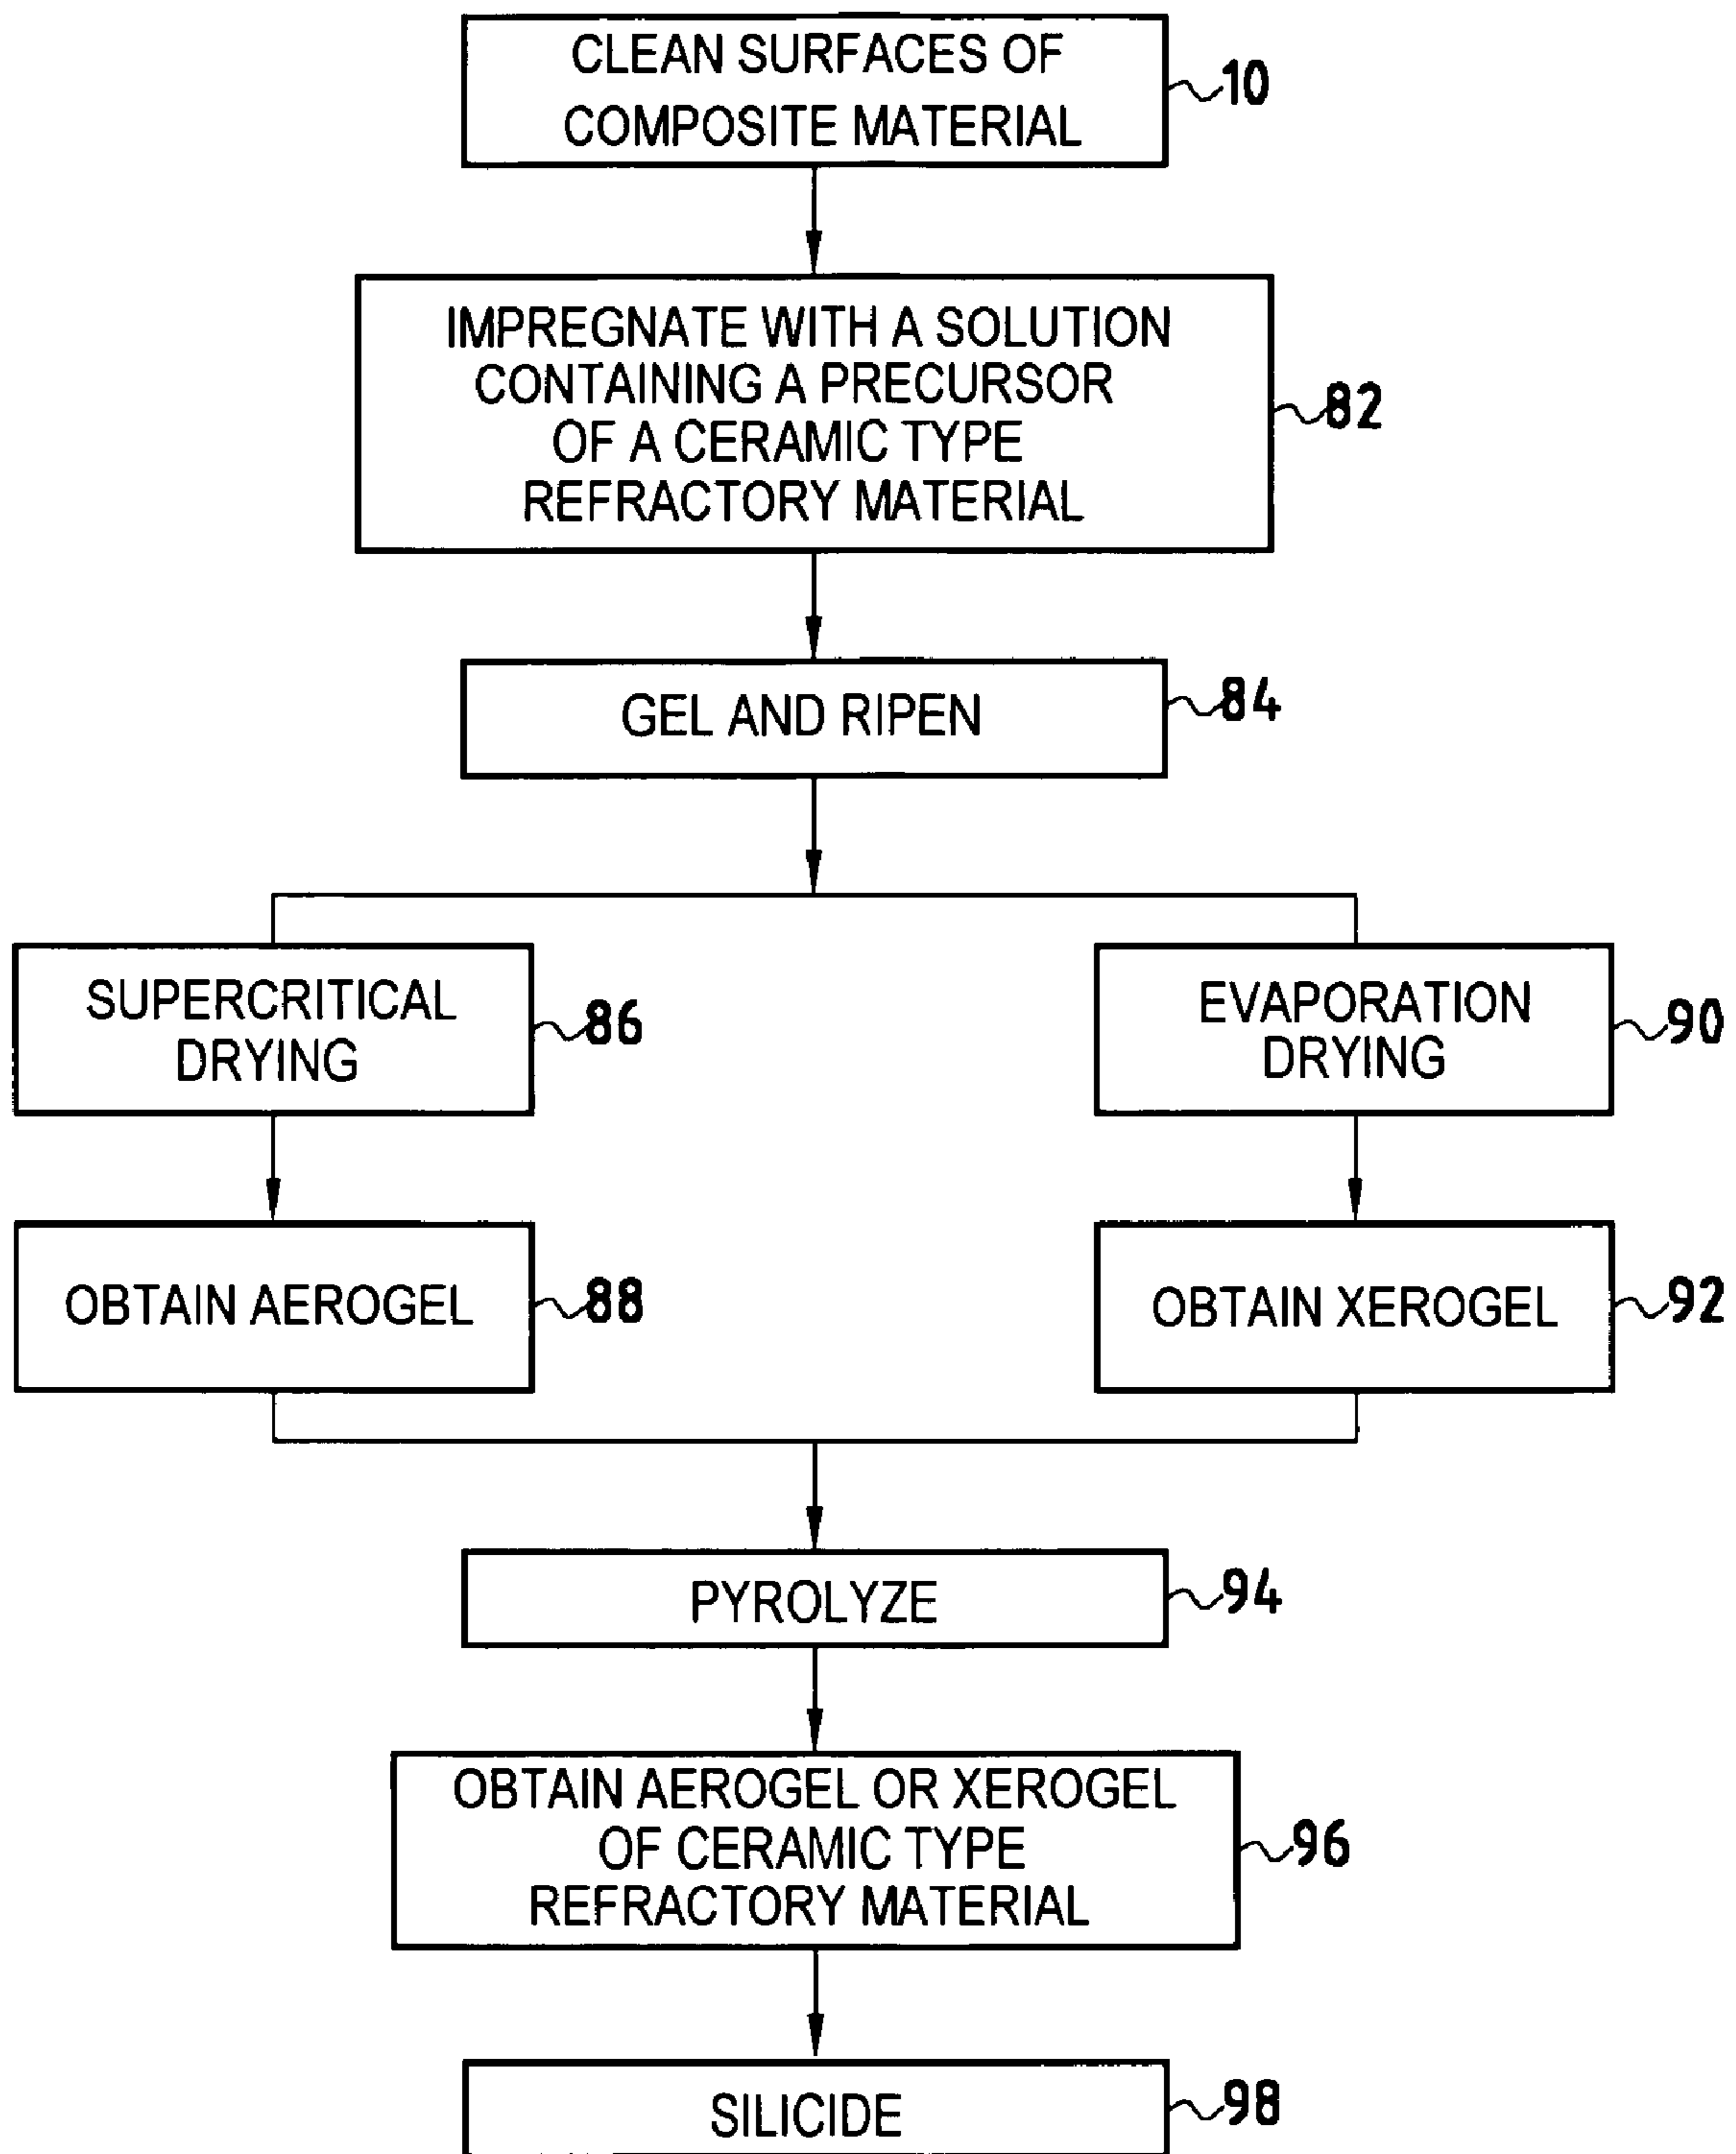 CLEAN SURFACES OF
COMPOSITE MATERIAL
10
IMPREGNATE WITH A SOLUTION
CONTAINING A PRECURSOR
OF A CERAMIC TYPE
REFRACTORY MATERIAL
82
GEL AND RIPEN
84
SUPERCRITICAL
DRYING
86
EVAPORATION
DRYING
90
OBTAIN AEROGEL
88
OBTAIN XEROGEL
92
PYROLYZE
94
OBTAIN AEROGEL OR XEROGEL
OF CERAMIC TYPE
REFRACTORY MATERIAL
96
SILICIDE
98